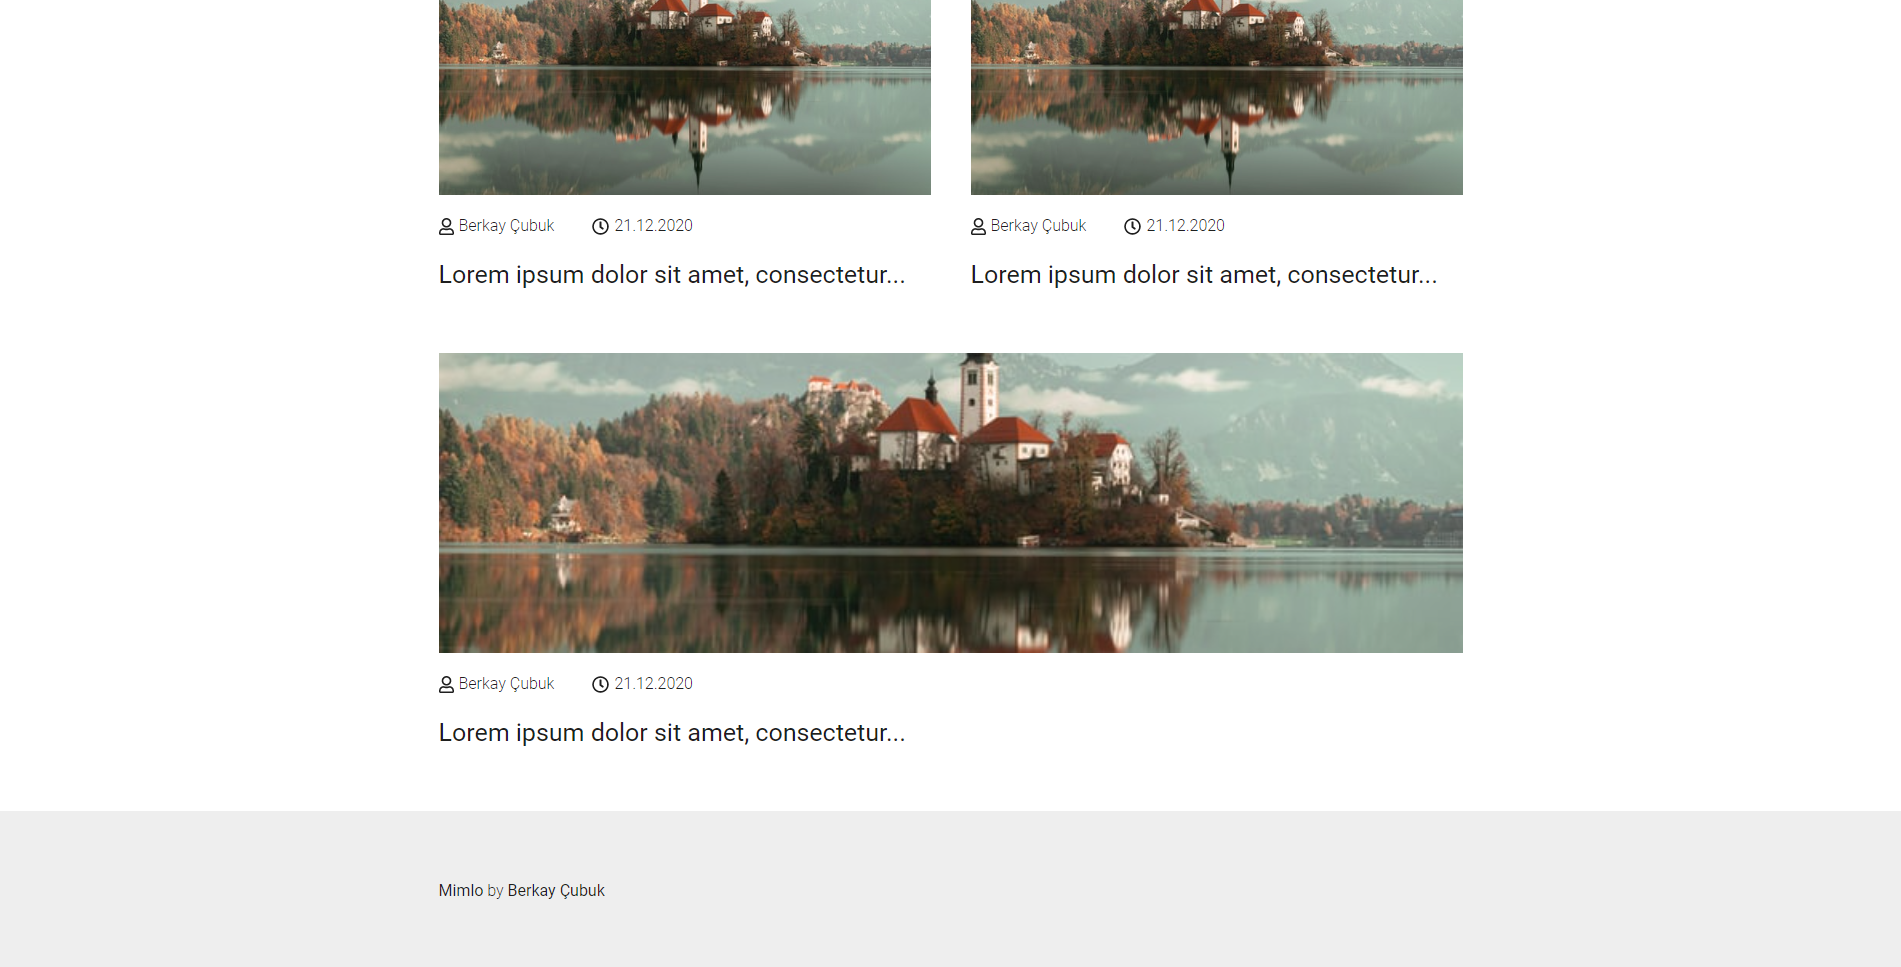 Berkay Çubuk 21.12.2020
Lorem ipsum dolor sit amet, consectetur...
Berkay Çubuk 21.12.2020
Lorem ipsum dolor sit amet, consectetur...
Berkay Çubuk 21.12.2020
Lorem ipsum dolor sit amet, consectetur...
Mimlo by Berkay Çubuk